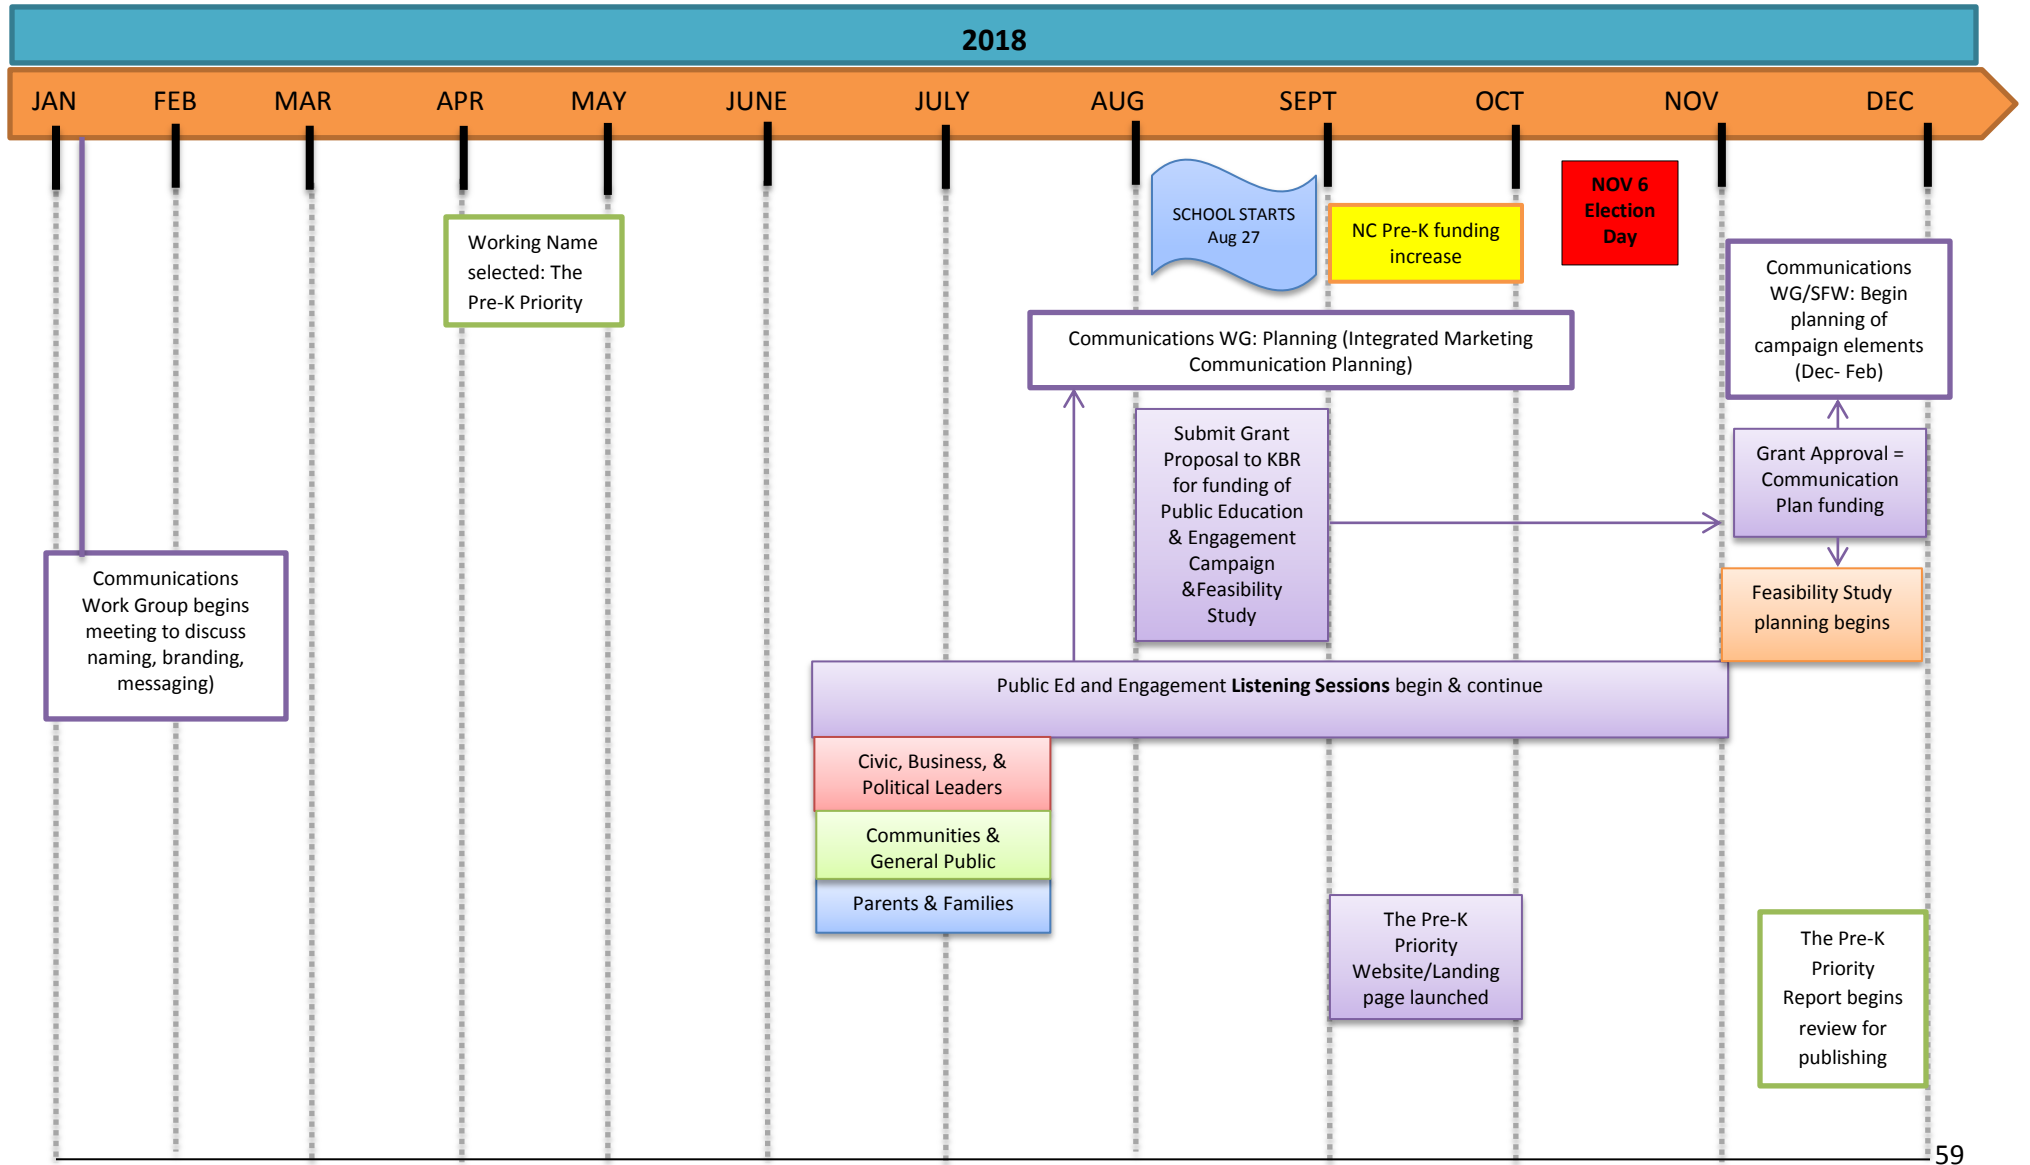 2018
JAN FEB MAR APR MAY JUNE JULY AUG SEPT OCT NOV DEC
SCHOOL STARTS
Aug 27
NC Pre-K funding
increase
NOV 6
Election
Day
Working Name
selected: The
Pre-K Priority
Communications
WG/SFW: Begin
planning of
campaign elements
(Dec- Feb)
Communications WG: Planning (Integrated Marketing
Communication Planning)
Submit Grant
Proposal to KBR
for funding of
Public Education
& Engagement
Campaign
&Feasibility
Study
Grant Approval =
Communication
Plan funding
Communications
Work Group begins
meeting to discuss
naming, branding,
messaging)
Feasibility Study
planning begins
Public Ed and Engagement Listening Sessions begin & continue
Civic, Business, &
Political Leaders
Communities &
General Public
Parents & Families
The Pre-K
Priority
Website/Landing
page launched
The Pre-K
Priority
Report begins
review for
publishing
59